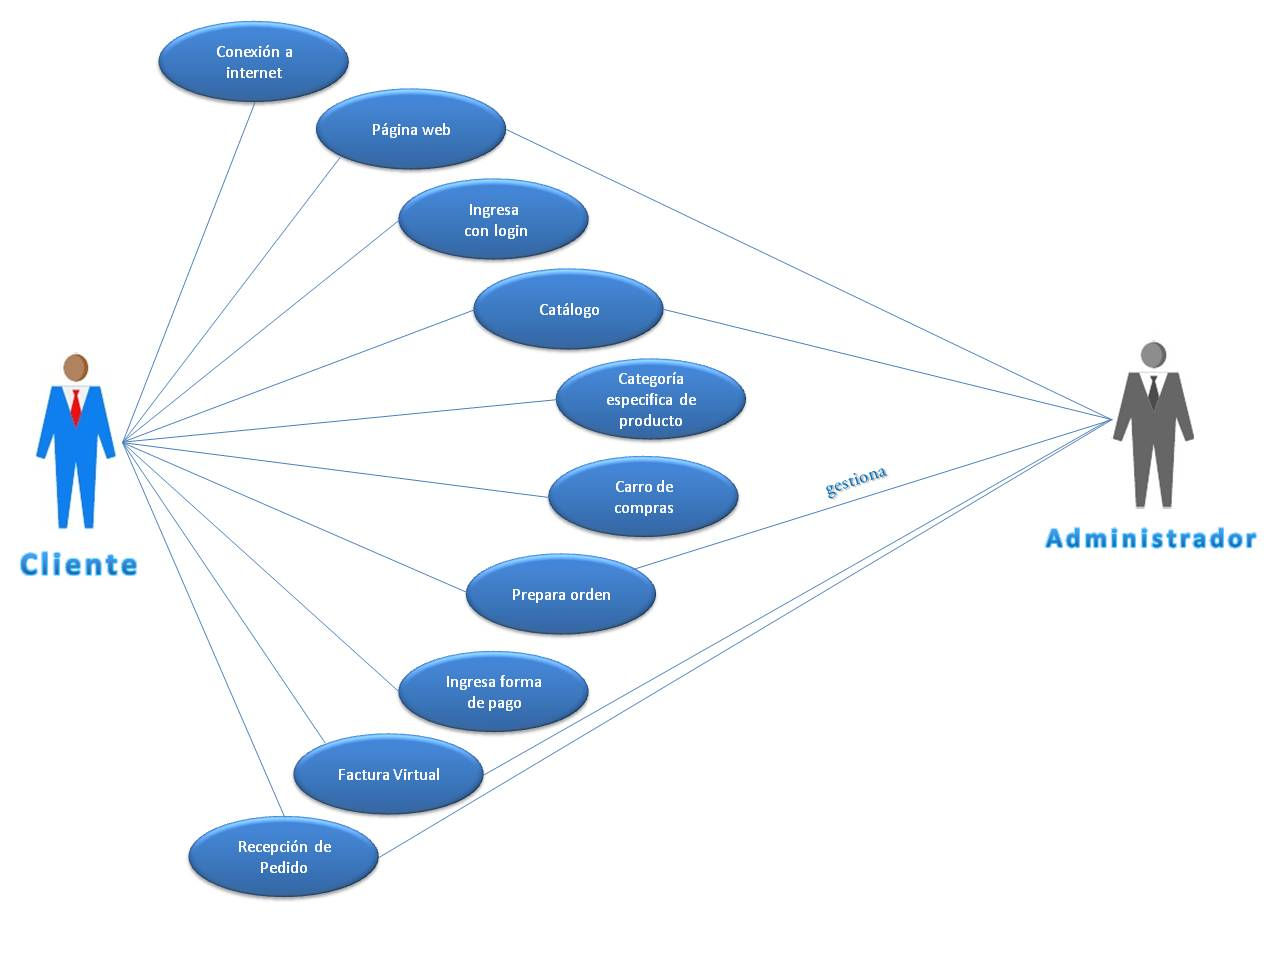 Conexión a
internet
Página web
Ingresa
con login
Catálogo
Categoría
especifica de
producto
Carro de
compras
gestiona
Cliente
Administrador
Prepara orden
Ingresa forma
de pago
Factura Virtual
Recepción de
Pedido